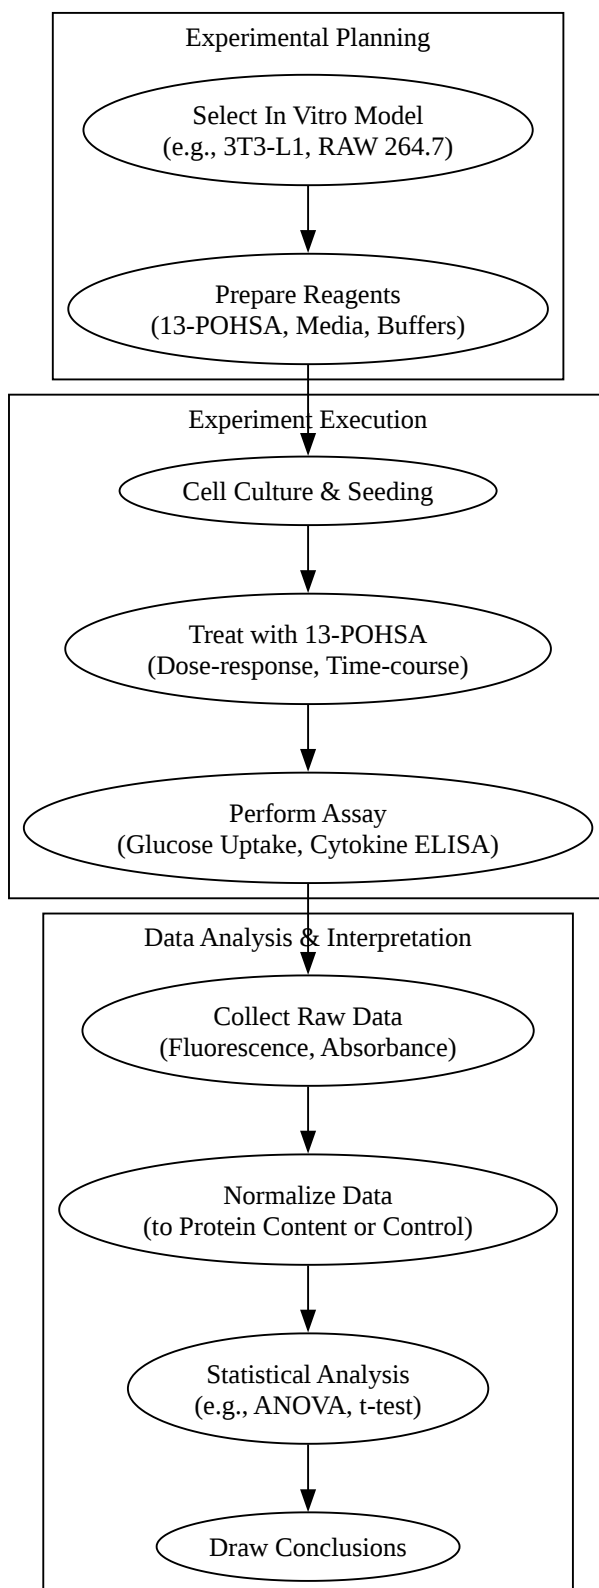 Experimental Planning
Select In Vitro Model
(e.g., 3T3-L1, RAW 264.7)
Prepare Reagents
(13-POHSA, Media, Buffers)
Experiment Execution
Cell Culture & Seeding
Treat with 13-POHSA
(Dose-response, Time-course)
Perform Assay
(Glucose Uptake, Cytokine ELISA)
Data Analysis & Interpretation
Collect Raw Data
(Fluorescence, Absorbance)
Normalize Data
(to Protein Content or Control)
Statistical Analysis
(e.g., ANOVA, t-test)
Draw Conclusions